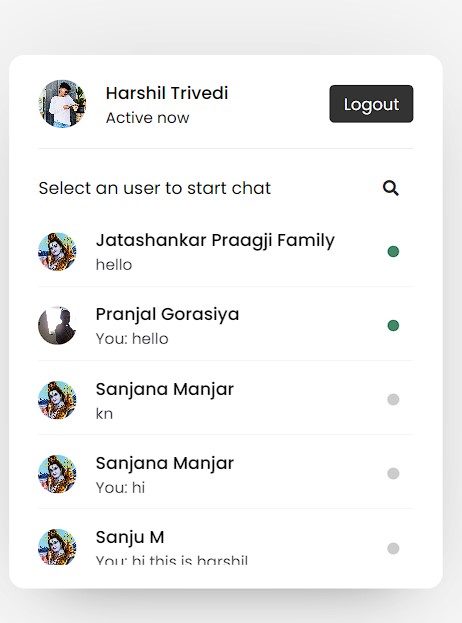 Harshil Trivedi
Active now
Logout
Select an user to start chat
Jatashankar Praagji Family
hello
Pranjal Gorasiya
You: hello
Sanjana Manjar
kn
Sanjana Manjar
You: hi
Sanju M
You: hi this is harshil